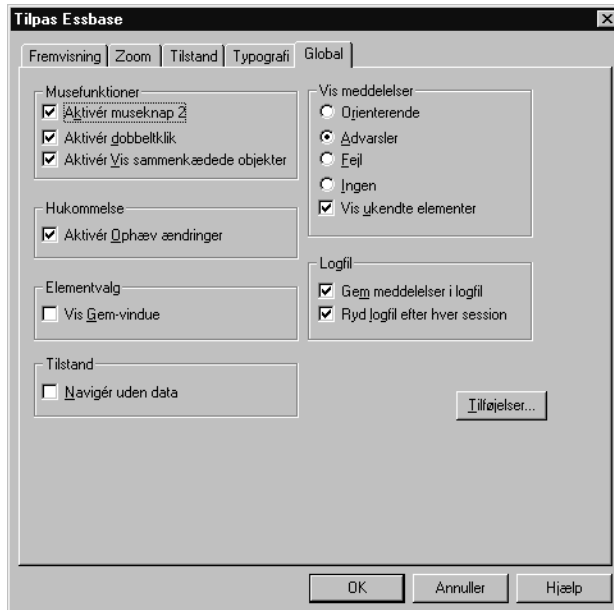 Tilpas Essbase
Fremvisning Zoom Tilstand Typografi Global
Musefunktioner
Aktivér museknap 2
Aktivér dobbeltklik
Aktivér Vis sammenkædede objekter
Hukommelse
Aktivér Ophæv ændringer
Elementvalg
Vis Gem-vindue
Tilstand
Navigér uden data
Vis meddelelser
Orienterende
Advarsler
Fejl
Ingen
Vis ukendte elementer
Logfil
Gem meddelelser i logfil
Ryd logfil efter hver session
Tilføjelser...
OK Annuller Hjælp